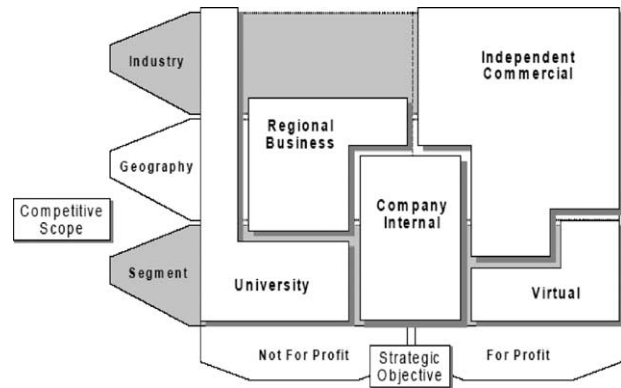 Industry
Independent
Commercial
Regional
Business
Geography
Competitive
Scope
Company
Internal
Segment
University
Virtual
Not For Profit
Strategic
Objective
For Profit